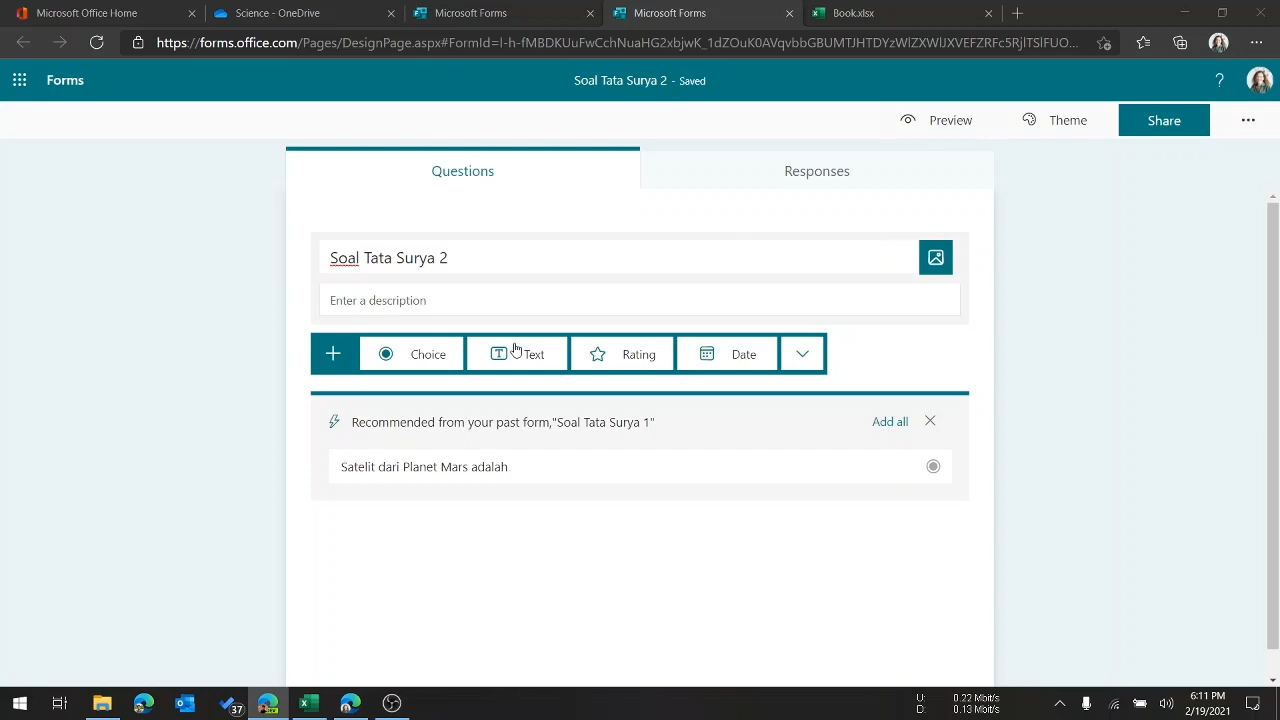 Microsoft Office Home
Science - OneDrive
Microsoft Forms
Microsoft Forms
Book.xlsx
https://forms.office.com/Pages/DesignPage.aspx#FormId=
Forms
Soal Tata Surya 2 - Saved
?
Preview
Theme
Share
Questions
Responses
Soal Tata Surya 2
Enter a description
Choice
Text
Rating
Date
Recommended from your past form,"Soal Tata Surya 1"
Add all
Satelit dari Planet Mars adalah
37
U: 0.22 Mbit/s
D: 0.13 Mbit/s
6:11 PM
2/19/2021